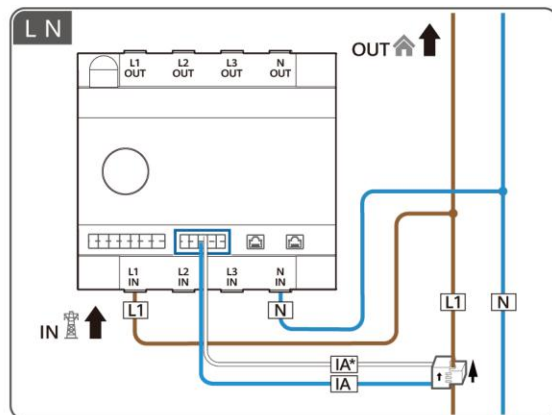 L N
OUT
L1 OUT
L2 OUT
L3 OUT
N OUT
L1 IN
L2 IN
L3 IN
N IN
IN
L1
N
L1
N
IA*
IA